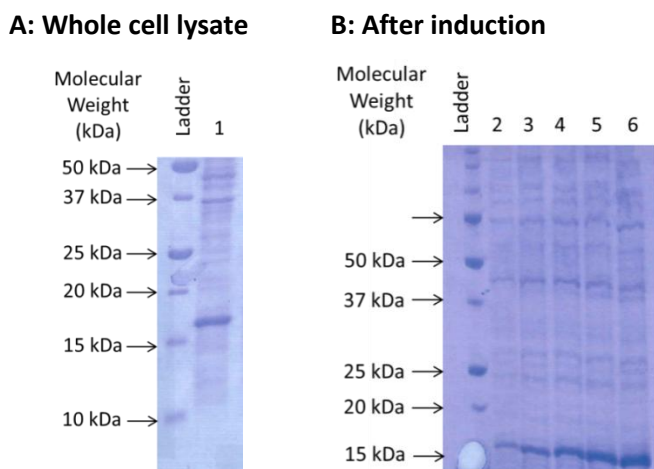 A: Whole cell lysate
Molecular
Weight
(kDa)
Ladder
1
50 kDa
37 kDa
25 kDa
20 kDa
15 kDa
10 kDa
B: After induction
Molecular
Weight
(kDa)
Ladder
2 3 4 5 6
50 kDa
37 kDa
25 kDa
20 kDa
15 kDa